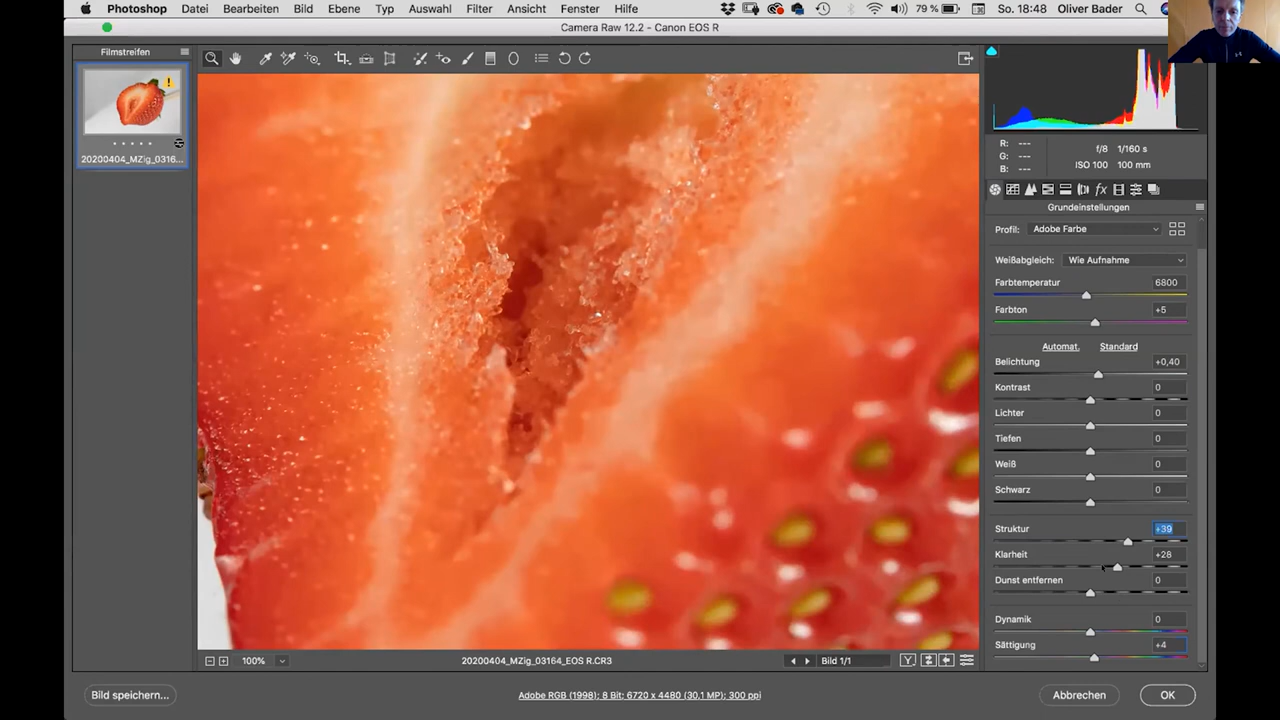 Photoshop Datei Bearbeiten Bild Ebene Typ Auswahl Filter Ansicht Fenster Hilfe 79 % So. 18:48 Oliver Bader
Camera Raw 12.2 - Canon EOS R
Filmstreifen
20200404_MZig_0316...
R: ---
G: ---
B: ---
f/8 1/160 s
ISO 100 100 mm
fx
Grundeinstellungen
Profil: Adobe Farbe
Weißabgleich: Wie Aufnahme
Farbtemperatur 6800
Farbton +5
Automat. Standard
Belichtung +0,40
Kontrast 0
Lichter 0
Tiefen 0
Weiß 0
Schwarz 0
Struktur +39
Klarheit +28
Dunst entfernen 0
Dynamik 0
Sättigung +4
100% 20200404_MZig_03164_EOS R.CR3 Bild 1/1 Y
Bild speichern... Adobe RGB (1998); 8 Bit; 6720 x 4480 (30,1 MP); 300 ppi Abbrechen OK